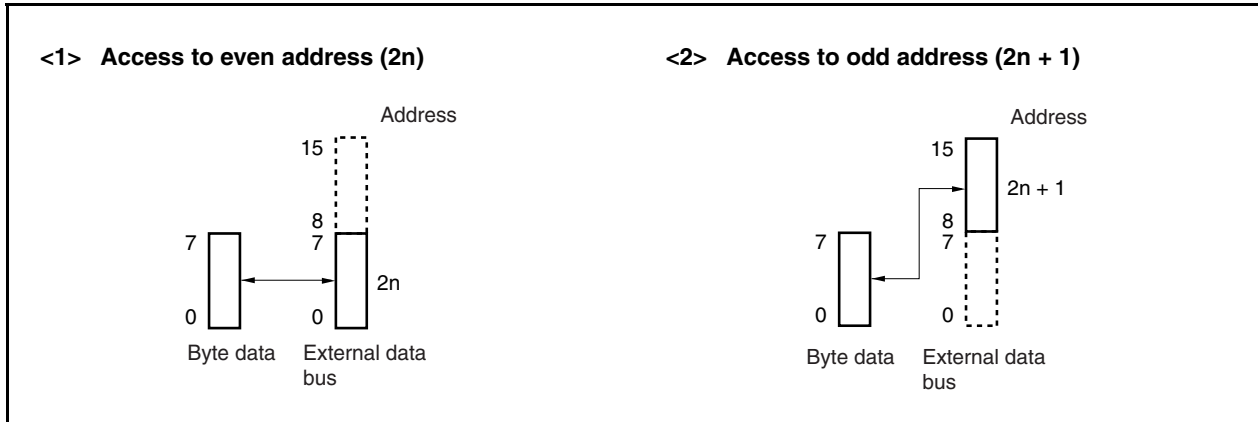 <1> Access to even address (2n)
Address
15
8
7
7
2n
0
0
Byte data
External data
bus
<2> Access to odd address (2n + 1)
Address
15
2n + 1
8
7
7
0
0
Byte data
External data
bus